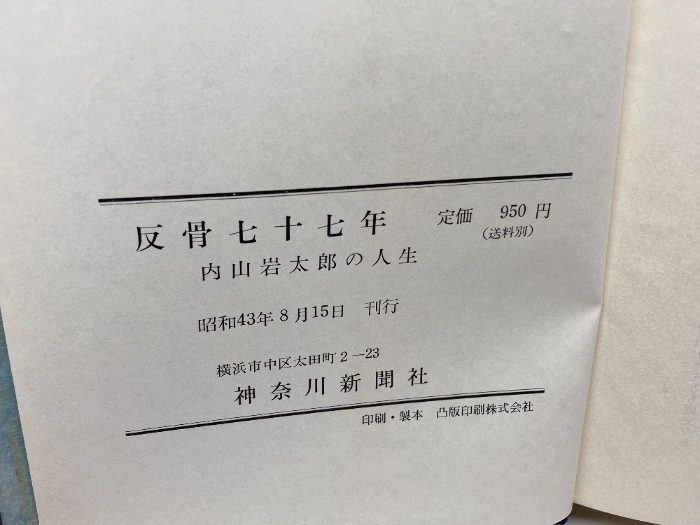 反骨七十七年 定価 950円
(送料別)
内山岩太郎の人生
昭和43年8月15日 刊行
横浜市中区太田町2―23
神奈川新聞社
印刷・製本 凸版印刷株式会社